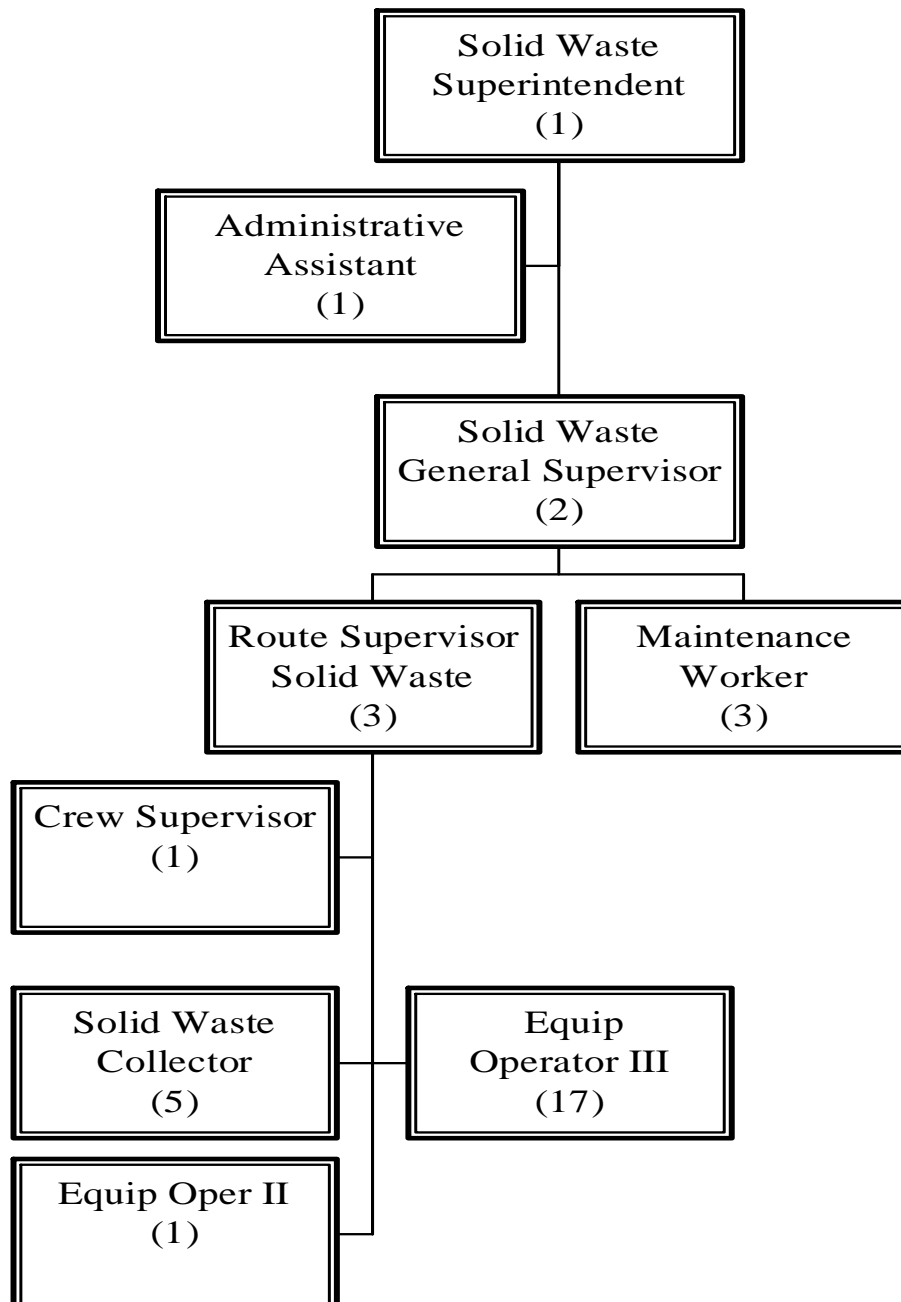 Solid Waste
Superintendent
(1)
Administrative
Assistant
(1)
Solid Waste
General Supervisor
(2)
Route Supervisor
Solid Waste
(3)
Maintenance
Worker
(3)
Crew Supervisor
(1)
Solid Waste
Collector
(5)
Equip
Operator III
(17)
Equip Oper II
(1)